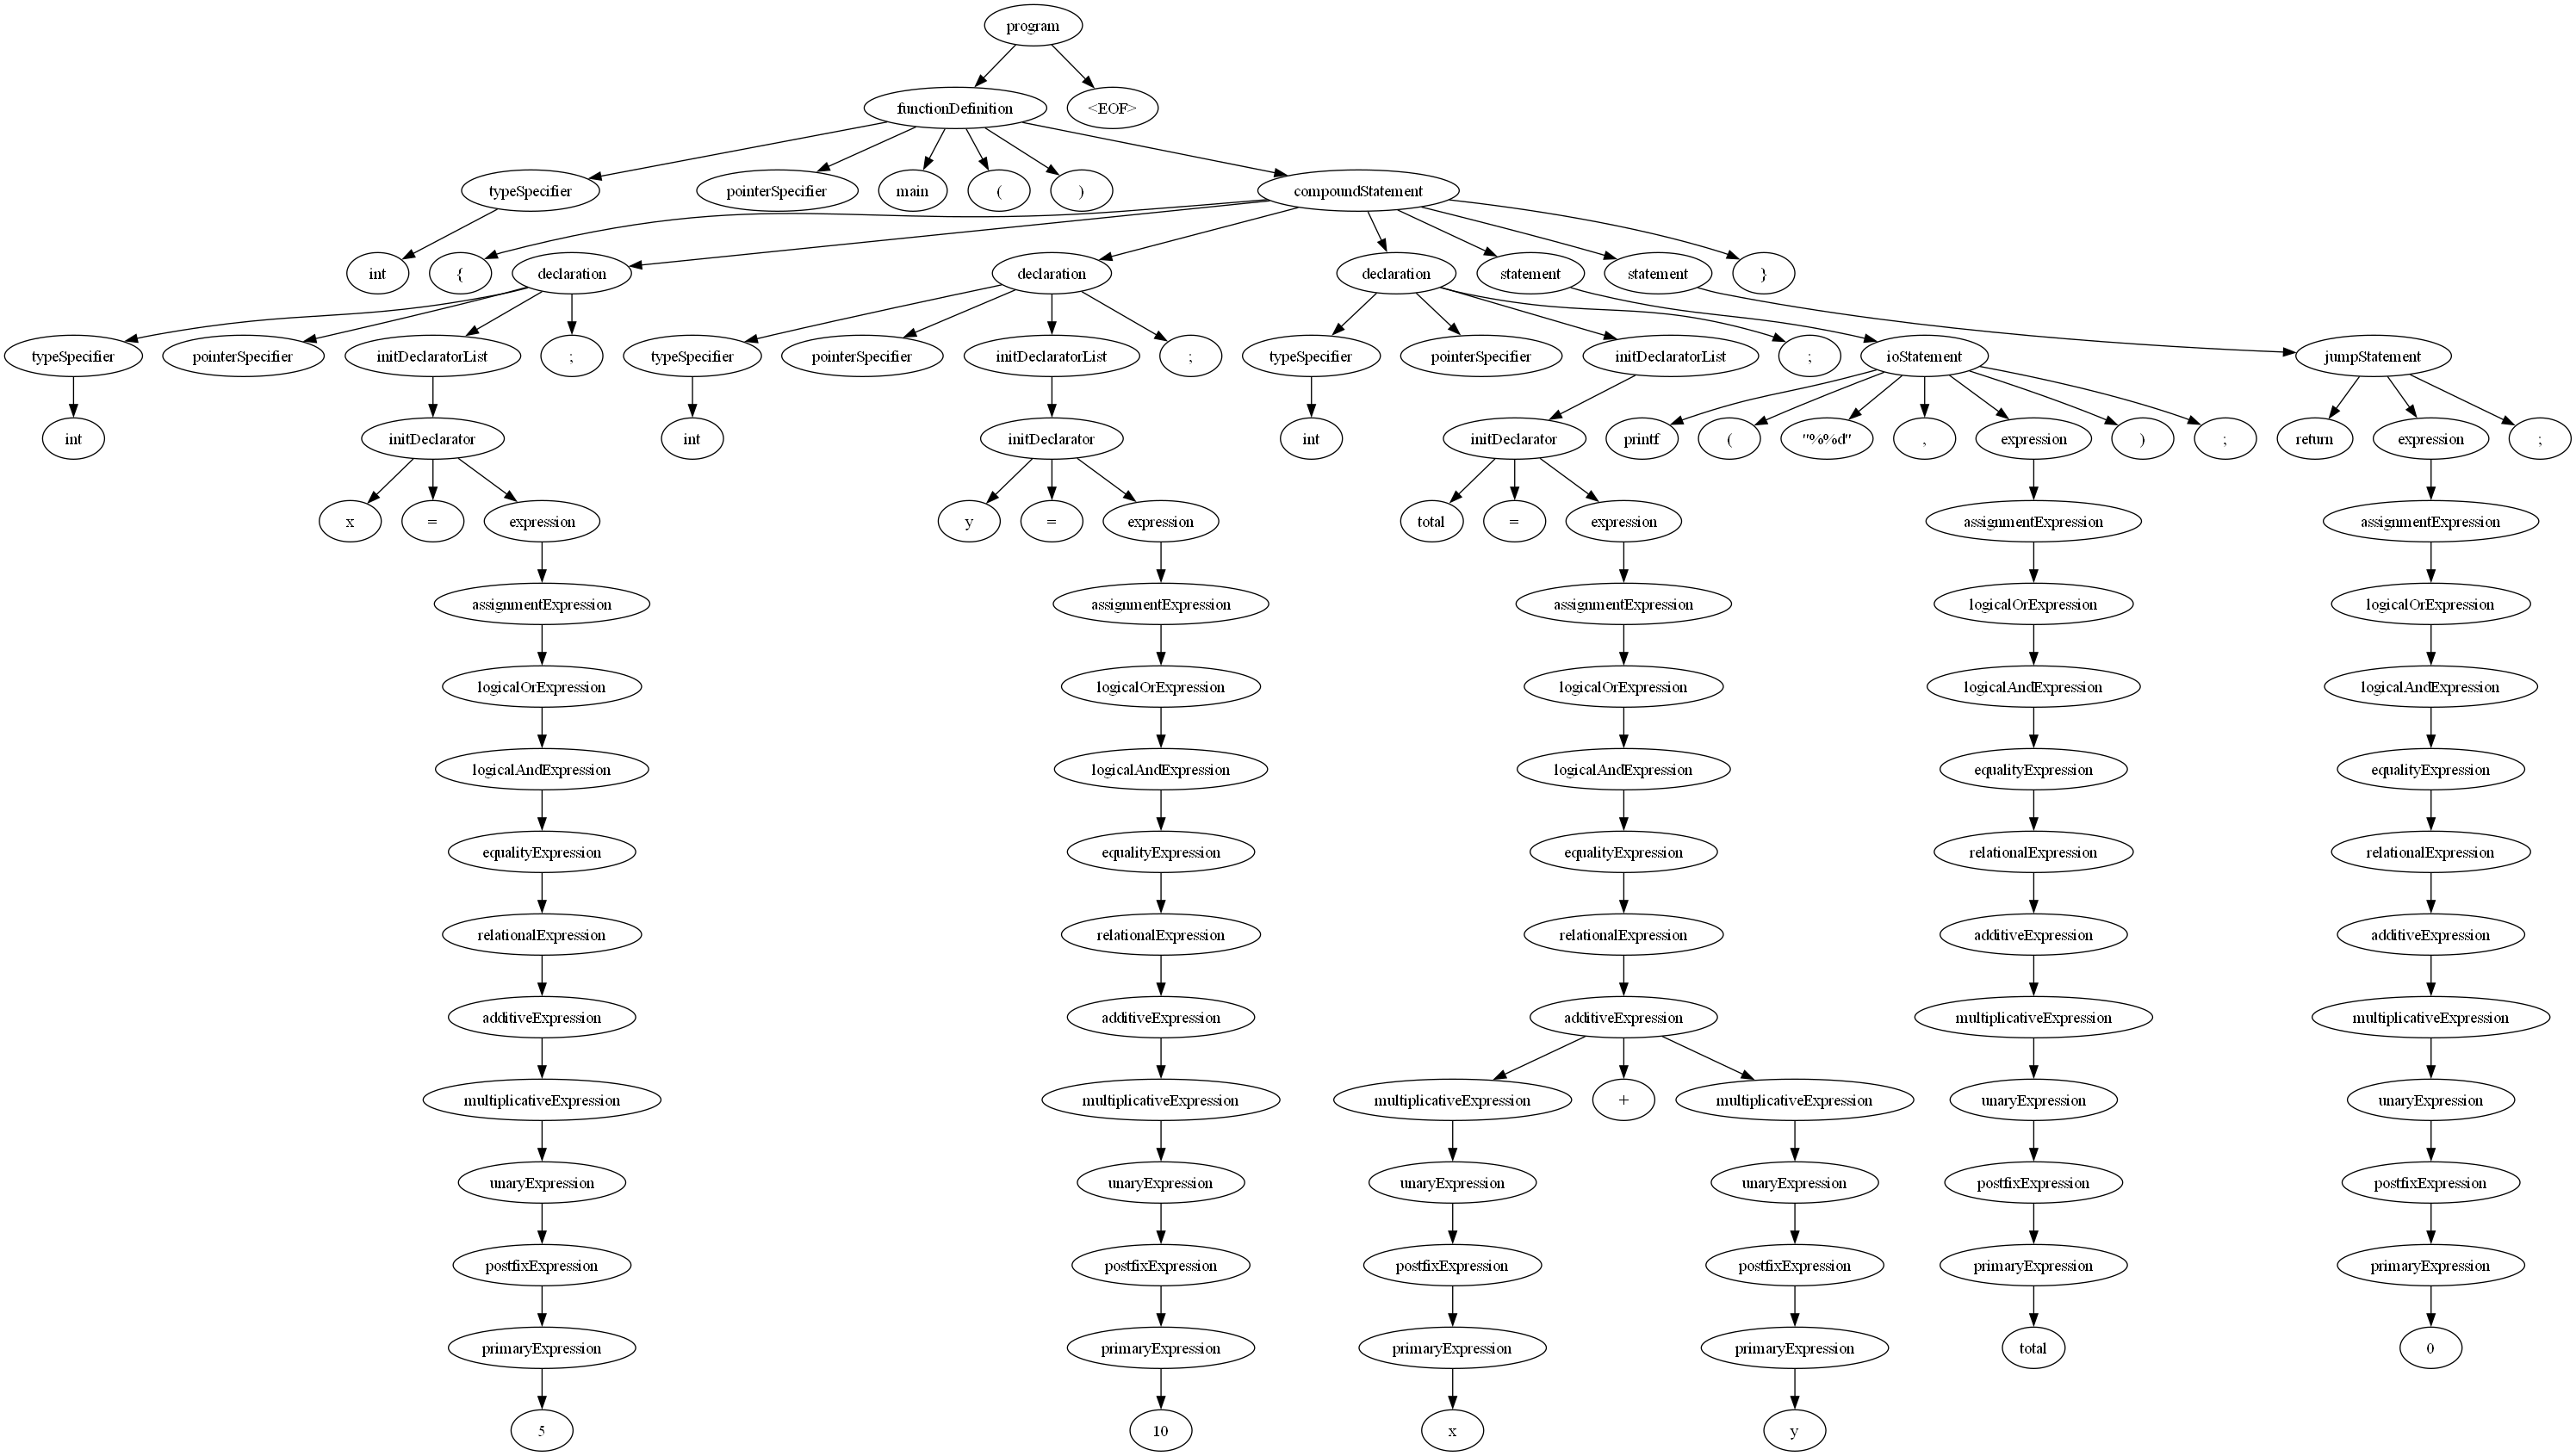 program
functionDefinition <EOF>
typeSpecifier pointerSpecifier main ( ) compoundStatement
int { declaration declaration declaration statement statement }
typeSpecifier pointerSpecifier initDeclaratorList ; typeSpecifier pointerSpecifier initDeclaratorList ; typeSpecifier pointerSpecifier initDeclaratorList ; ioStatement jumpStatement
int initDeclarator int initDeclarator int initDeclarator printf ( "%%d" , expression ) ; return expression ;
x = expression y = expression total = expression assignmentExpression assignmentExpression
assignmentExpression assignmentExpression assignmentExpression logicalOrExpression logicalOrExpression
logicalOrExpression logicalOrExpression logicalOrExpression logicalAndExpression logicalAndExpression
logicalAndExpression logicalAndExpression logicalAndExpression equalityExpression equalityExpression
equalityExpression equalityExpression equalityExpression relationalExpression relationalExpression
relationalExpression relationalExpression relationalExpression additiveExpression additiveExpression
additiveExpression additiveExpression additiveExpression multiplicativeExpression multiplicativeExpression
multiplicativeExpression multiplicativeExpression multiplicativeExpression + multiplicativeExpression unaryExpression unaryExpression
unaryExpression unaryExpression unaryExpression unaryExpression postfixExpression postfixExpression
postfixExpression postfixExpression postfixExpression postfixExpression primaryExpression primaryExpression
primaryExpression primaryExpression primaryExpression primaryExpression total 0
5 10 x y